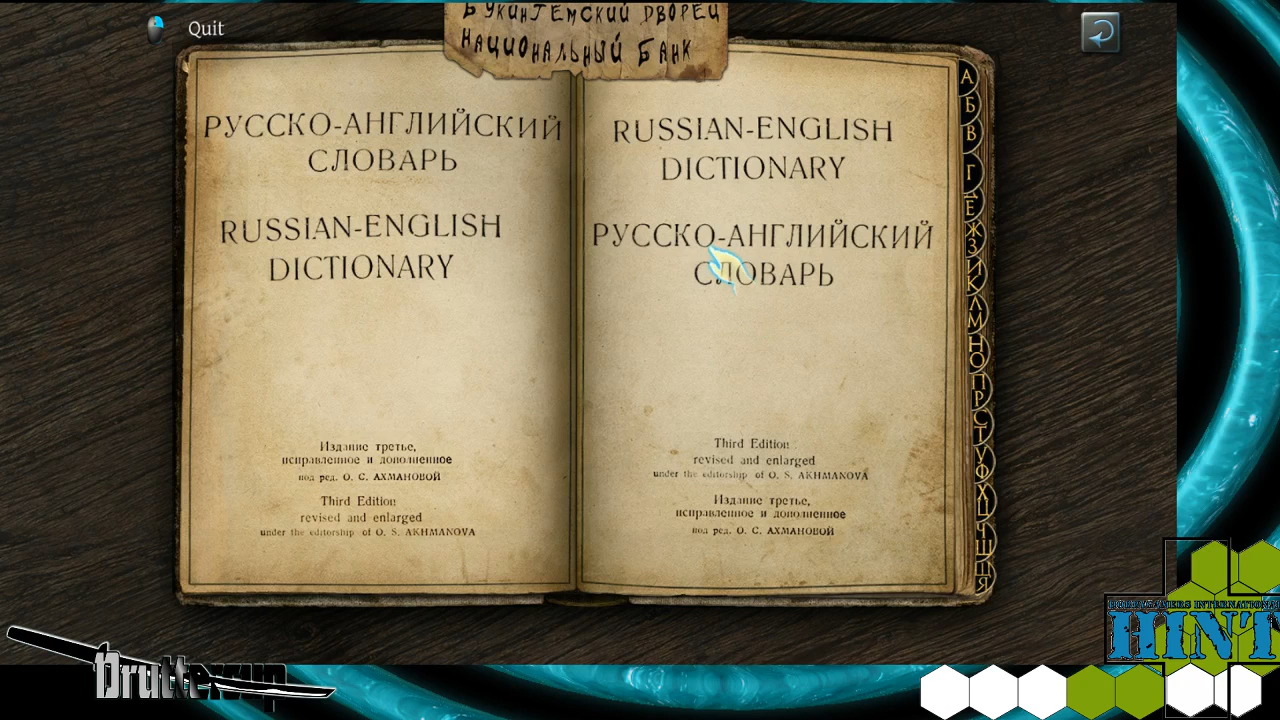 Quit
БУКИНГЕМСКИЙ ДВОРЕЦ
НАЦИОНАЛЬНЫЙ БАНК
РУССКО-АНГЛИЙСКИЙ
СЛОВАРЬ
RUSSIAN-ENGLISH
DICTIONARY
Издание третье,
исправленное и дополненное
под ред. О. С. АХМАНОВОЙ
Third Edition
revised and enlarged
under the editorship of O. S. AKHMANOVA
RUSSIAN-ENGLISH
DICTIONARY
РУССКО-АНГЛИЙСКИЙ
СЛОВАРЬ
Third Edition
revised and enlarged
under the editorship of O. S. AKHMANOVA
Издание третье,
исправленное и дополненное
под ред. О. С. АХМАНОВОЙ
А
Б
В
Г
Д
Е
Ж
З
И
К
Л
М
Н
О
П
Р
С
Т
У
Ф
Х
Ц
Ч
Ш
Щ
Я
Bruttercup
HINT